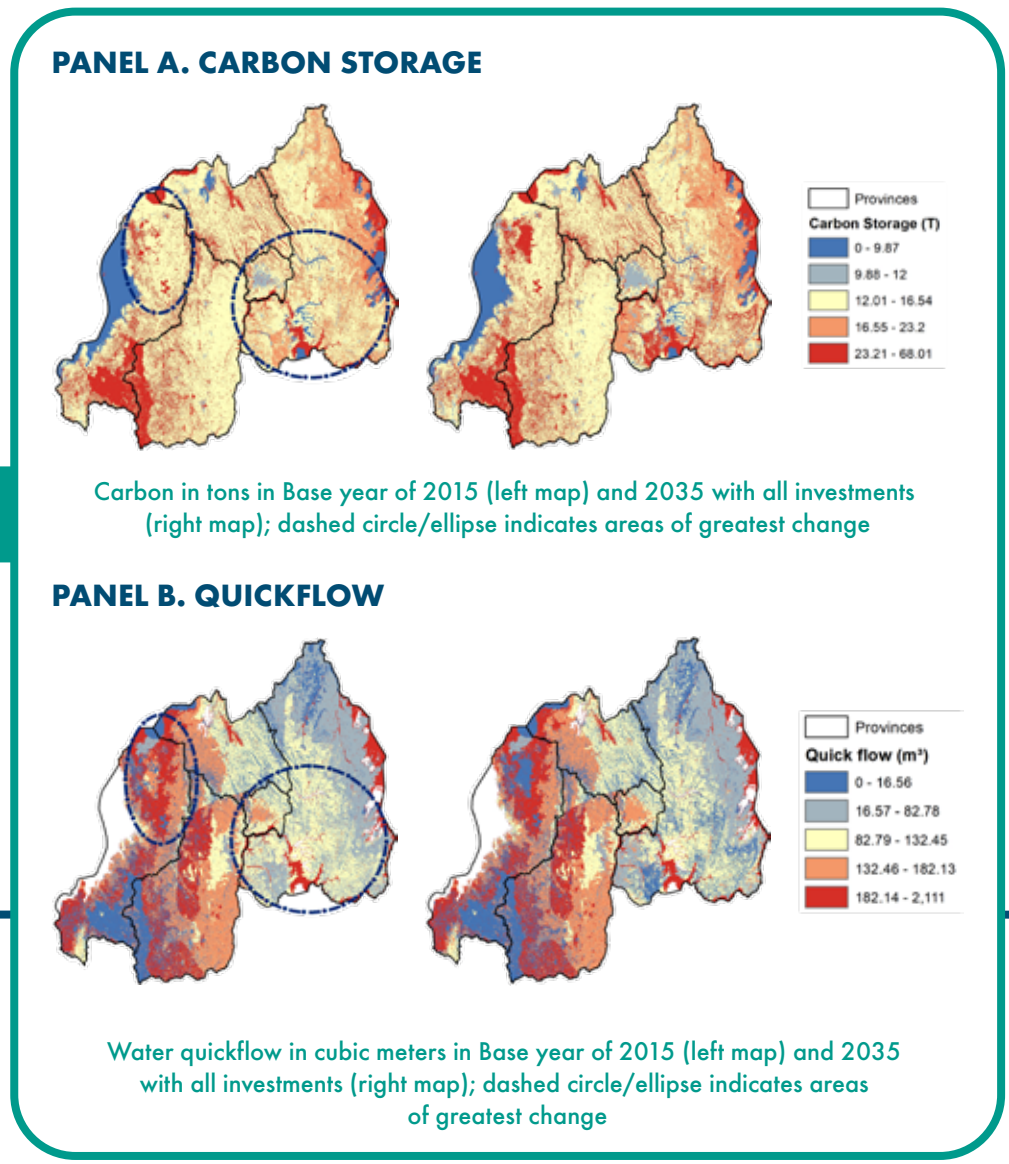 PANEL A. CARBON STORAGE
Provinces
Carbon Storage (T)
0 - 9.87
9.88 - 12
12.01 - 16.54
16.55 - 23.2
23.21 - 68.01
Carbon in tons in Base year of 2015 (left map) and 2035 with all investments
(right map); dashed circle/ellipse indicates areas of greatest change
PANEL B. QUICKFLOW
Provinces
Quick flow (m³)
0 - 16.56
16.57 - 82.78
82.79 - 132.45
132.46 - 182.13
182.14 - 2,111
Water quickflow in cubic meters in Base year of 2015 (left map) and 2035
with all investments (right map); dashed circle/ellipse indicates areas
of greatest change